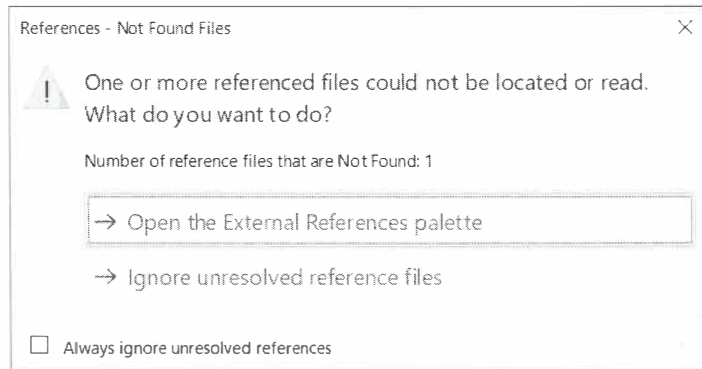 References - Not Found Files
One or more referenced files could not be located or read.
What do you want to do?
Number of reference files that are Not Found: 1
→ Open the External References palette
→ Ignore unresolved reference files
Always ignore unresolved references